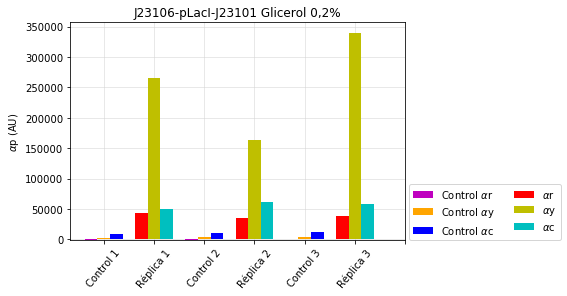 J23106-pLacI-J23101 Glicerol 0,2%
αp (AU)
350000
300000
250000
200000
150000
100000
50000
0
Control 1
Réplica 1
Control 2
Réplica 2
Control 3
Réplica 3
Control αr
Control αy
Control αc
αr
αy
αc